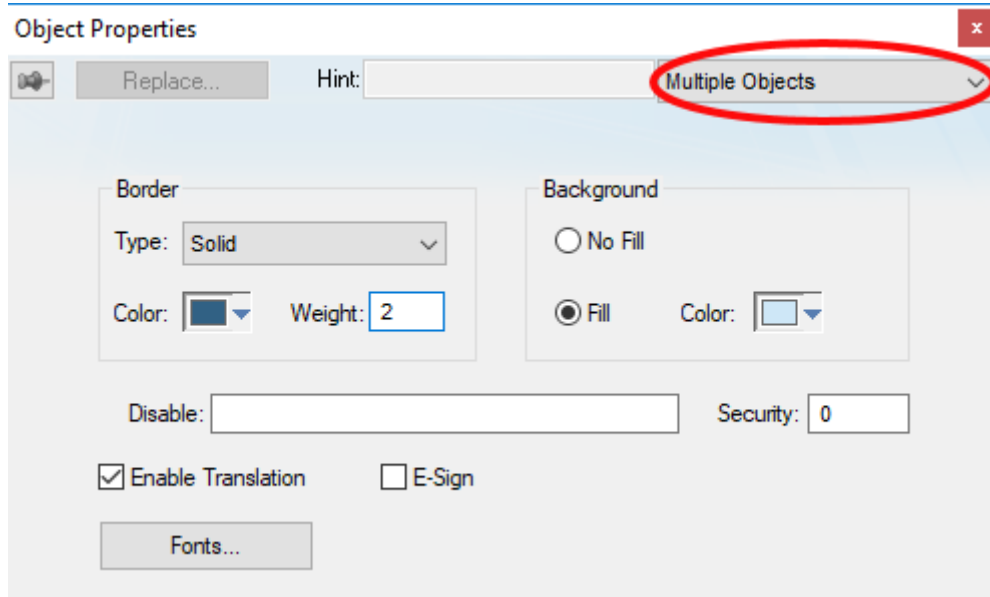 Object Properties
x
Replace... Hint: Multiple Objects
Border Background
Type: Solid No Fill
Color: Weight: 2 Fill Color:
Disable: Security: 0
Enable Translation E-Sign
Fonts...